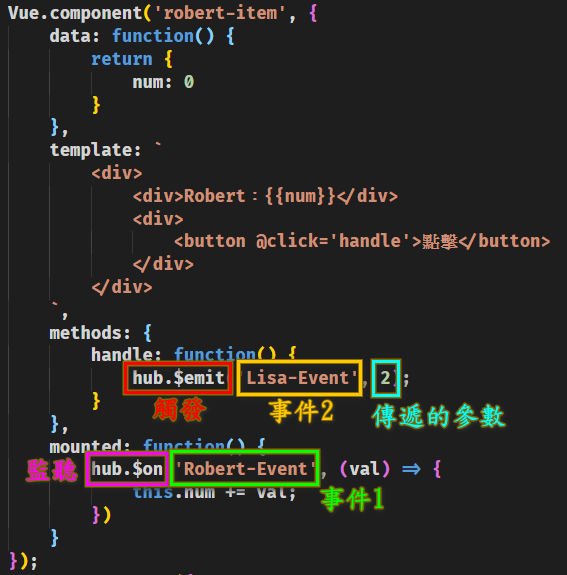 Vue.component('robert-item', {
data: function() {
return {
num: 0
}
},
template: `
<div>
<div>Robert：{{num}}</div>
<div>
<button @click='handle'>點擊</button>
</div>
</div>
`,
methods: {
handle: function() {
hub.$emit 'Lisa-Event', 2);
}
觸發 事件2 傳遞的參數
},
mounted: function() {
監聽 hub.$on 'Robert-Event', (val) => {
this.num += val;
事件1
})
}
});